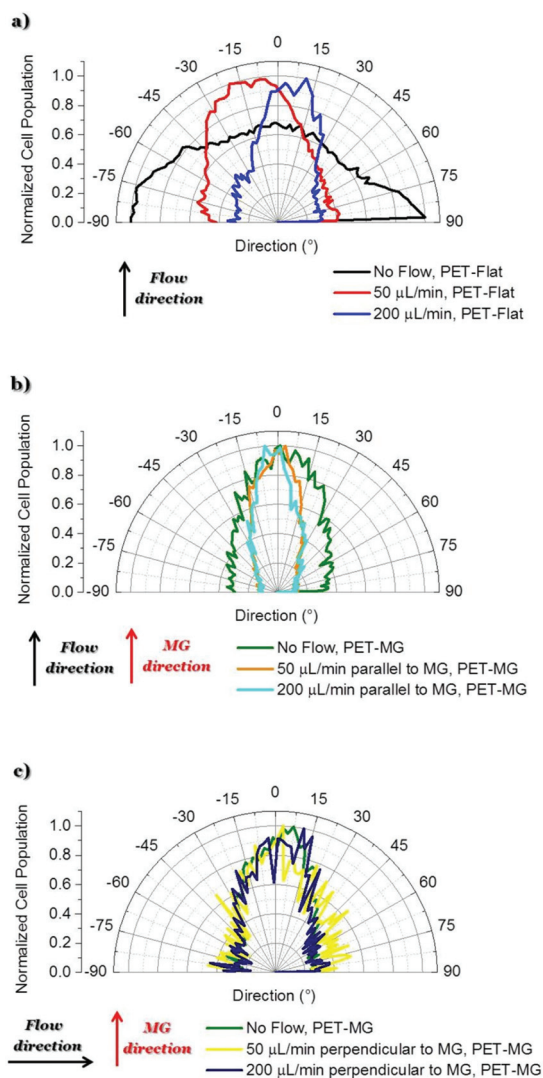 a)
0
-15 15
-30 30
-45 45
-60 60
-75 75
-90 90
1.0
0.8
0.6
0.4
0.2
0.0
Normalized Cell Population
Direction (°)
Flow
direction
No Flow, PET-Flat
50 μL/min, PET-Flat
200 μL/min, PET-Flat
b)
0
-15 15
-30 30
-45 45
-60 60
-75 75
-90 90
1.0
0.8
0.6
0.4
0.2
0.0
Normalized Cell Population
Direction (°)
Flow
direction
MG
direction
No Flow, PET-MG
50 μL/min parallel to MG, PET-MG
200 μL/min parallel to MG, PET-MG
c)
0
-15 15
-30 30
-45 45
-60 60
-75 75
-90 90
1.0
0.8
0.6
0.4
0.2
0.0
Normalized Cell Population
Direction (°)
Flow
direction
MG
direction
No Flow, PET-MG
50 μL/min perpendicular to MG, PET-MG
200 μL/min perpendicular to MG, PET-MG